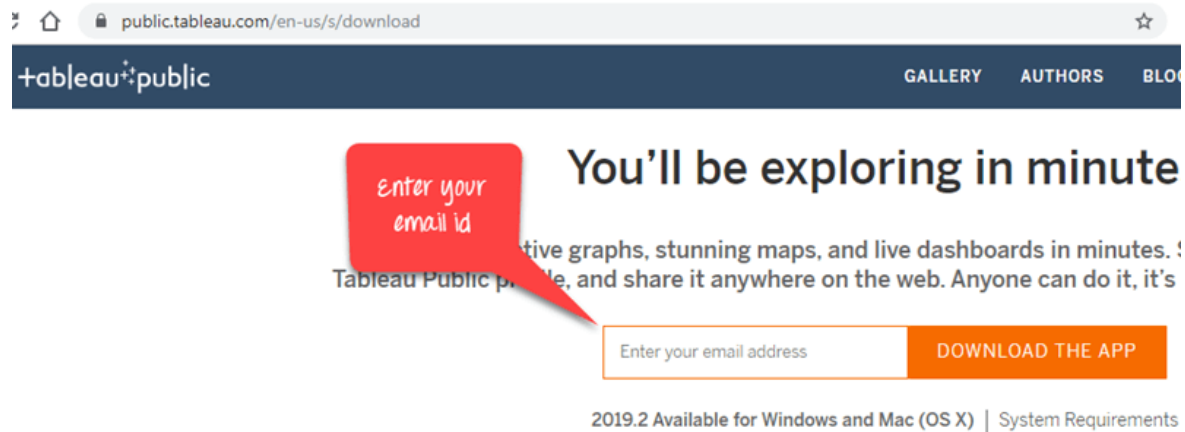 public.tableau.com/en-us/s/download
+ableau public
GALLERY AUTHORS BLO
You'll be exploring in minute
Enter your
email id
tive graphs, stunning maps, and live dashboards in minutes. S
Tableau Public p le, and share it anywhere on the web. Anyone can do it, it's
Enter your email address DOWNLOAD THE APP
2019.2 Available for Windows and Mac (OS X) | System Requirements